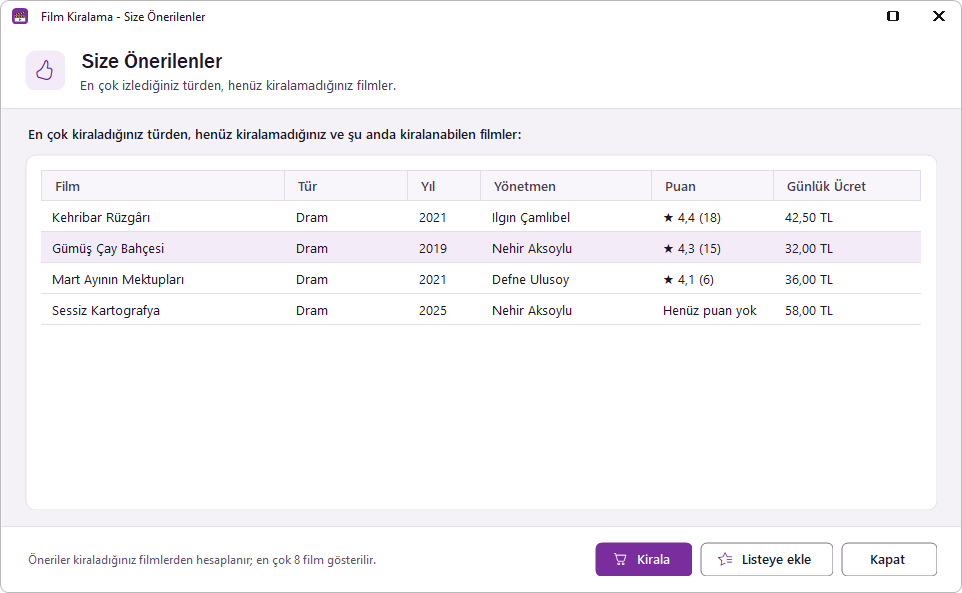 Film Kiralama - Size Önerilenler
Size Önerilenler
En çok izlediğiniz türden, henüz kiralamadığınız filmler.
En çok kiraladığınız türden, henüz kiralamadığınız ve şu anda kiralanabilen filmler:
Film Tür Yıl Yönetmen Puan Günlük Ücret
Kehribar Rüzgârı Dram 2021 Ilgın Çamlıbel ★ 4,4 (18) 42,50 TL
Gümüş Çay Bahçesi Dram 2019 Nehir Aksoylu ★ 4,3 (15) 32,00 TL
Mart Ayının Mektupları Dram 2021 Defne Ulusoy ★ 4,1 (6) 36,00 TL
Sessiz Kartografya Dram 2025 Nehir Aksoylu Henüz puan yok 58,00 TL
Öneriler kiraladığınız filmlerden hesaplanır; en çok 8 film gösterilir. Kirala Listeye ekle Kapat